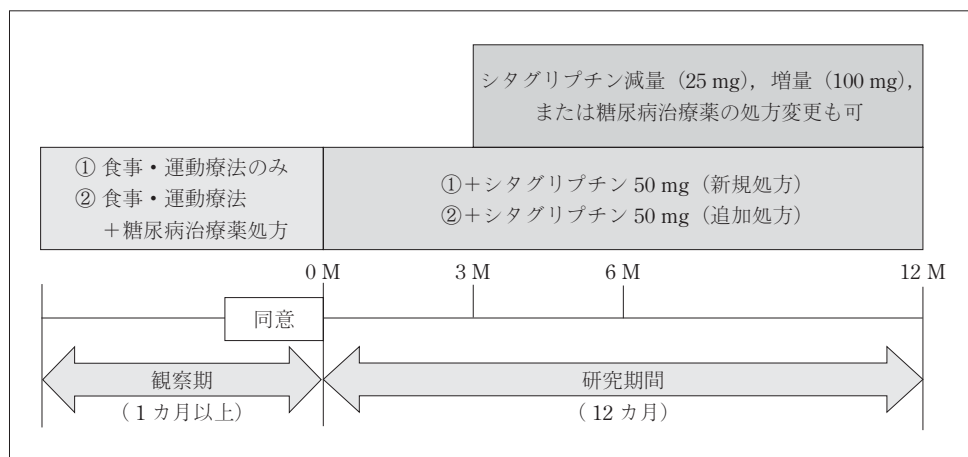 シタグリプチン減量（25 mg），増量（100 mg），
または糖尿病治療薬の処方変更も可
① 食事・運動療法のみ
② 食事・運動療法
＋糖尿病治療薬処方
①＋シタグリプチン 50 mg（新規処方）
②＋シタグリプチン 50 mg（追加処方）
0 M
3 M
6 M
12 M
同意
観察期
（1 カ月以上）
研究期間
（12 カ月）